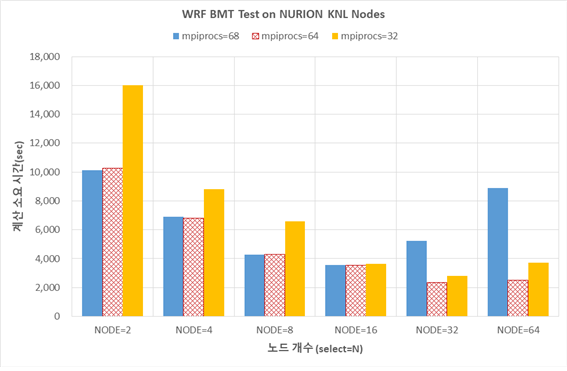 WRF BMT Test on NURION KNL Nodes
mpiprocs=68 mpiprocs=64 mpiprocs=32
계산 소요 시간(sec)
18,000
16,000
14,000
12,000
10,000
8,000
6,000
4,000
2,000
0
NODE=2 NODE=4 NODE=8 NODE=16 NODE=32 NODE=64
노드 개수 (select=N)